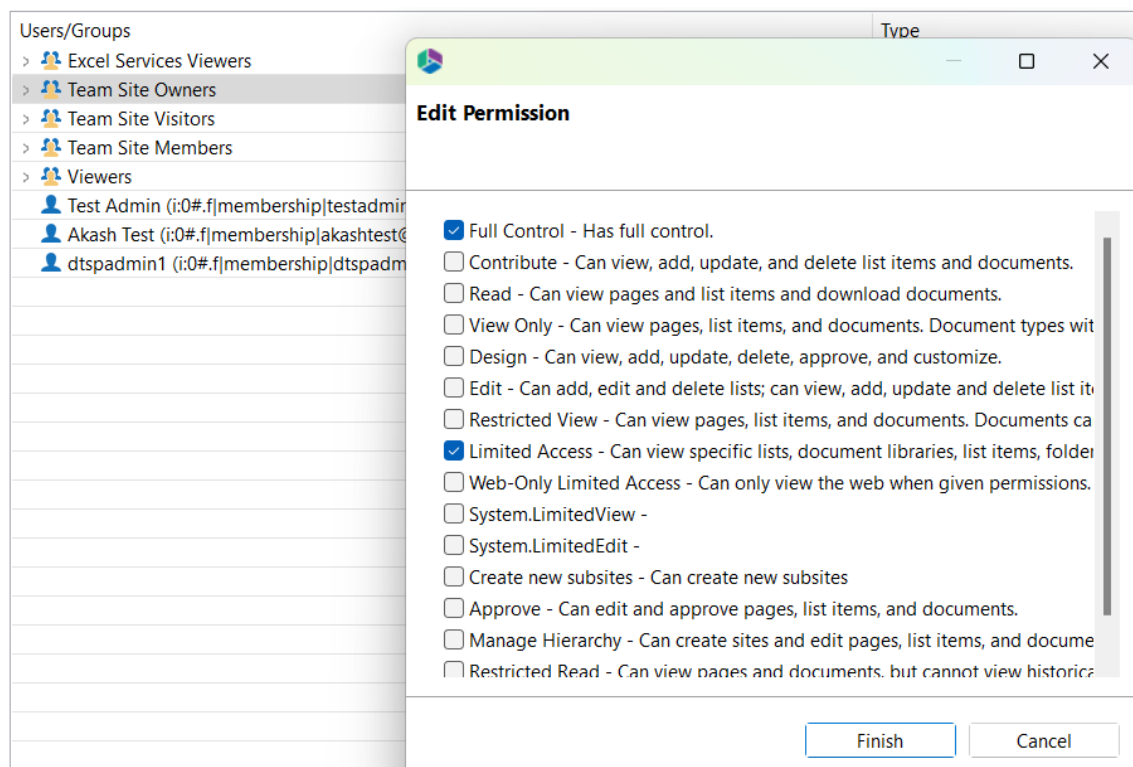 Users/Groups
Type
Excel Services Viewers
Team Site Owners
Team Site Visitors
Team Site Members
Viewers
Test Admin (i:0#.f|membership|testadmin
Akash Test (i:0#.f|membership|akashtest@
dtspadmin1 (i:0#.f|membership|dtspadm
Edit Permission
Full Control - Has full control.
Contribute - Can view, add, update, and delete list items and documents.
Read - Can view pages and list items and download documents.
View Only - Can view pages, list items, and documents. Document types wit
Design - Can view, add, update, delete, approve, and customize.
Edit - Can add, edit and delete lists; can view, add, update and delete list ite
Restricted View - Can view pages, list items, and documents. Documents ca
Limited Access - Can view specific lists, document libraries, list items, folder
Web-Only Limited Access - Can only view the web when given permissions.
System.LimitedView -
System.LimitedEdit -
Create new subsites - Can create new subsites
Approve - Can edit and approve pages, list items, and documents.
Manage Hierarchy - Can create sites and edit pages, list items, and docume
Restricted Read - Can view pages and documents, but cannot view historica
Finish
Cancel